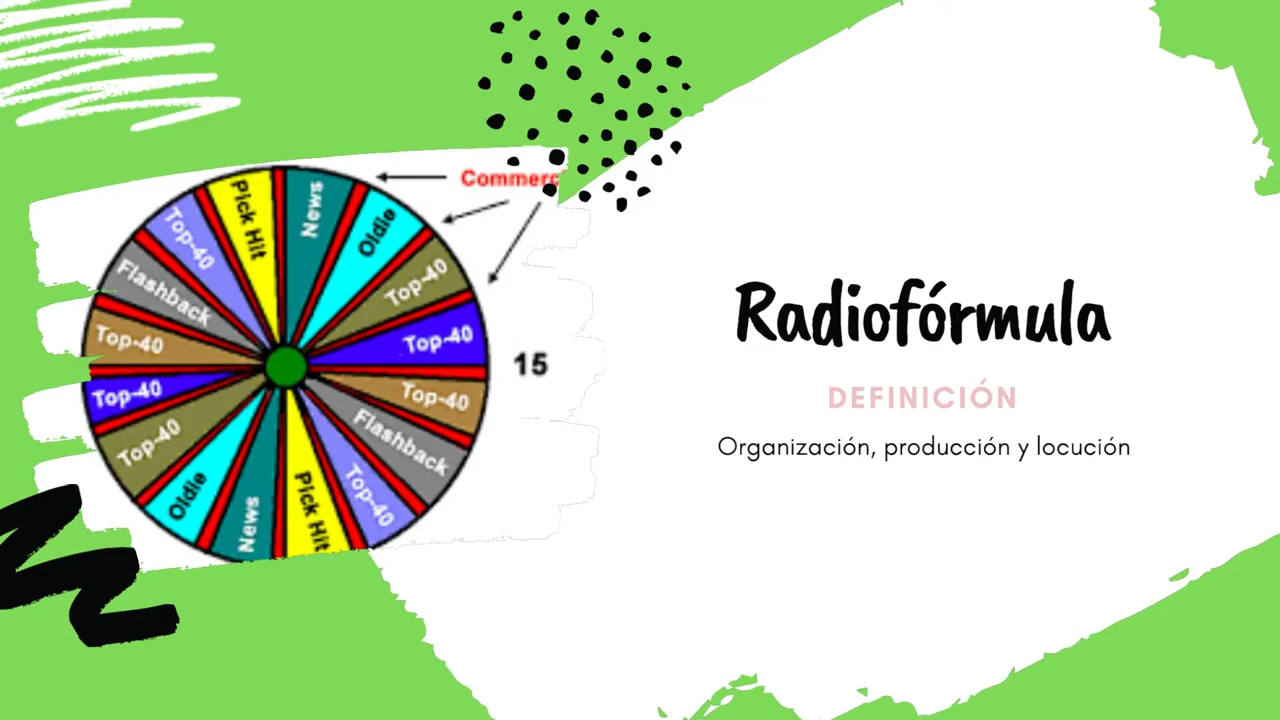 Commerc
News
Oldie
Top-40
Top-40
Top-40
Flashback
Top-40
Pick Hit
News
Oldie
Top-40
Top-40
Top-40
Flashback
Top-40
Pick Hit
15
Radiofórmula
DEFINICIÓN
Organización, producción y locución